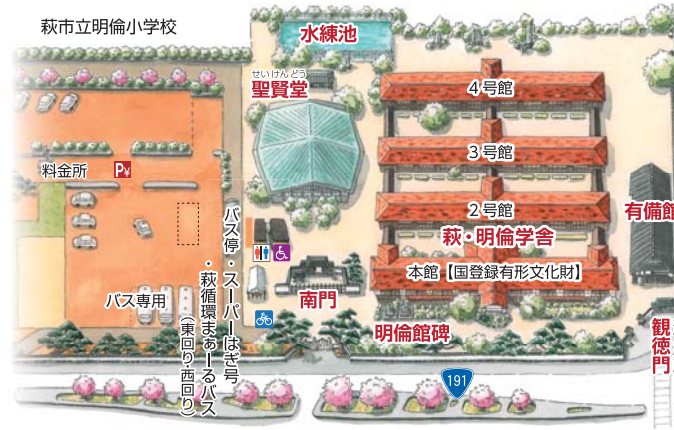 萩市立明倫小学校
水練池
せいけんどう
聖賢堂
4号館
3号館
2号館
萩・明倫学舎
本館【国登録有形文化財】
有備館
料金所
P¥
バス専用
バス停・スーパーはぎ号
・萩循環まぁーるバス
(東回り・西回り)
南門
明倫館碑
観徳門
191